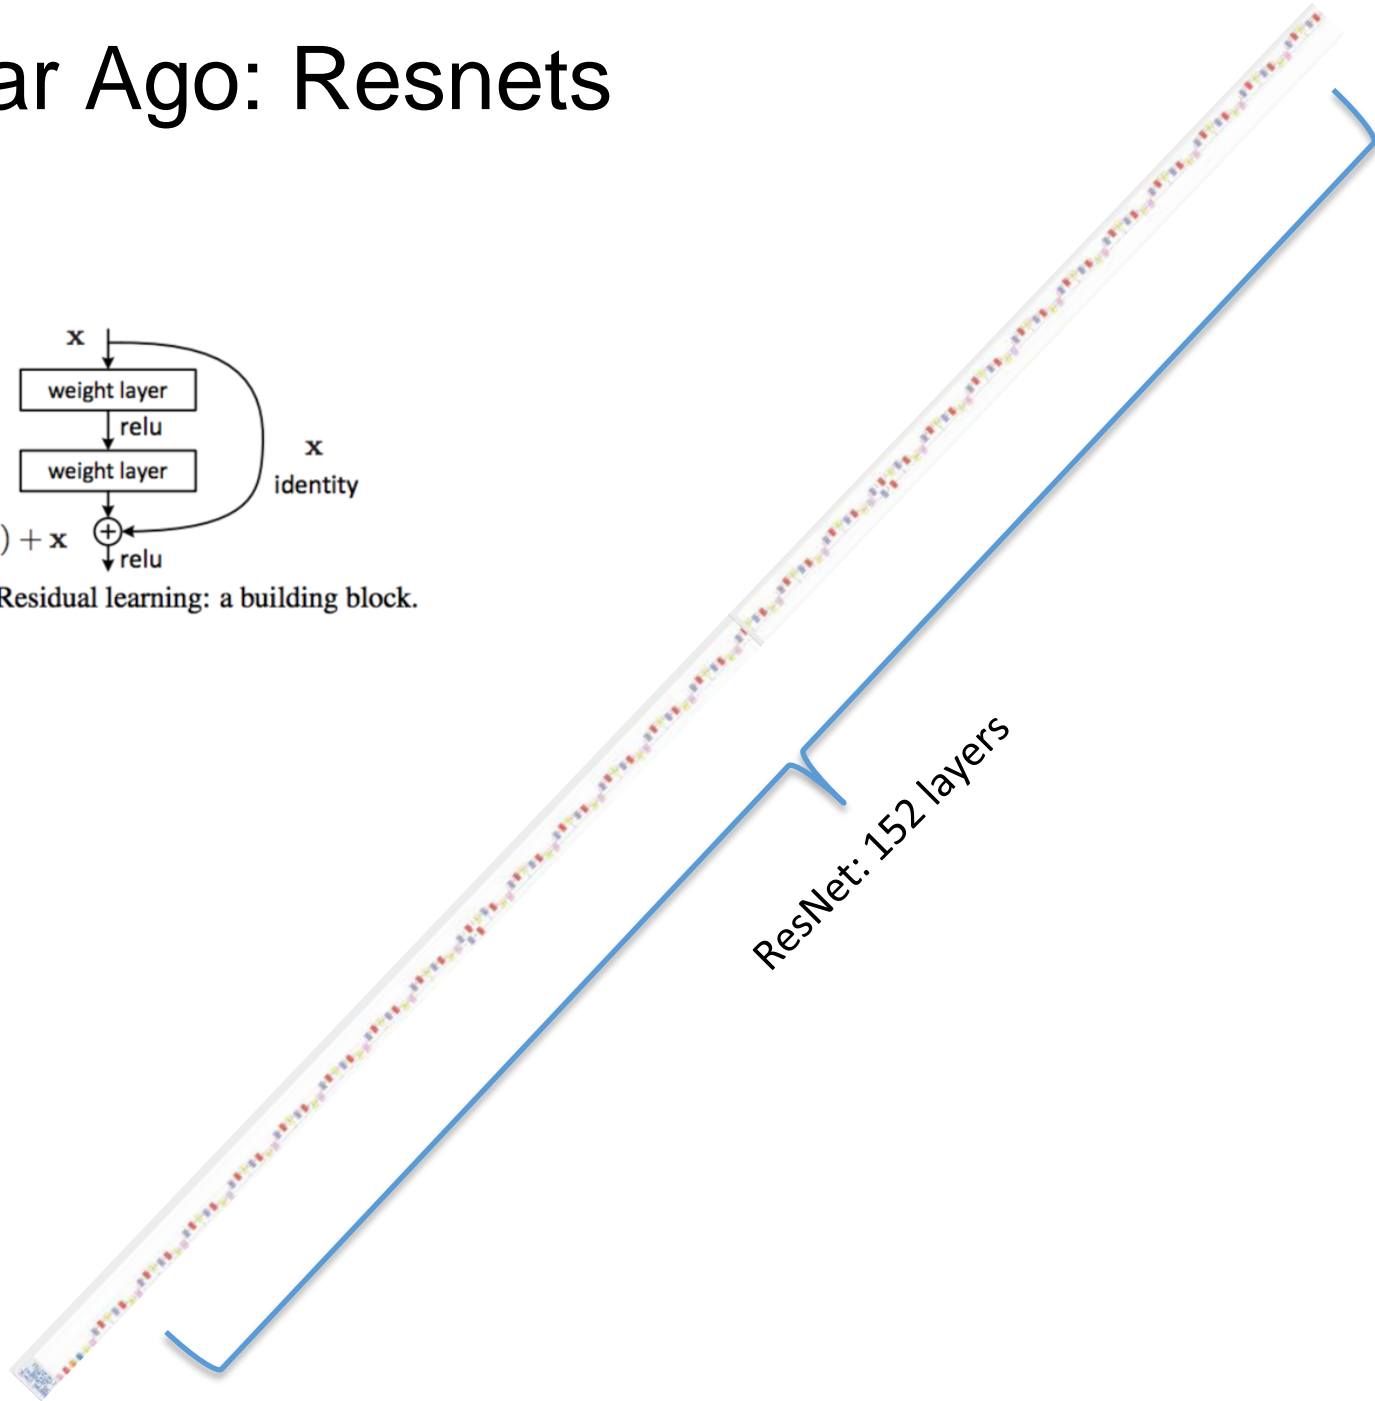 ar Ago: Resnets
x
weight layer
relu
weight layer
x
identity
) + x
relu
Residual learning: a building block.
ResNet: 152 layers